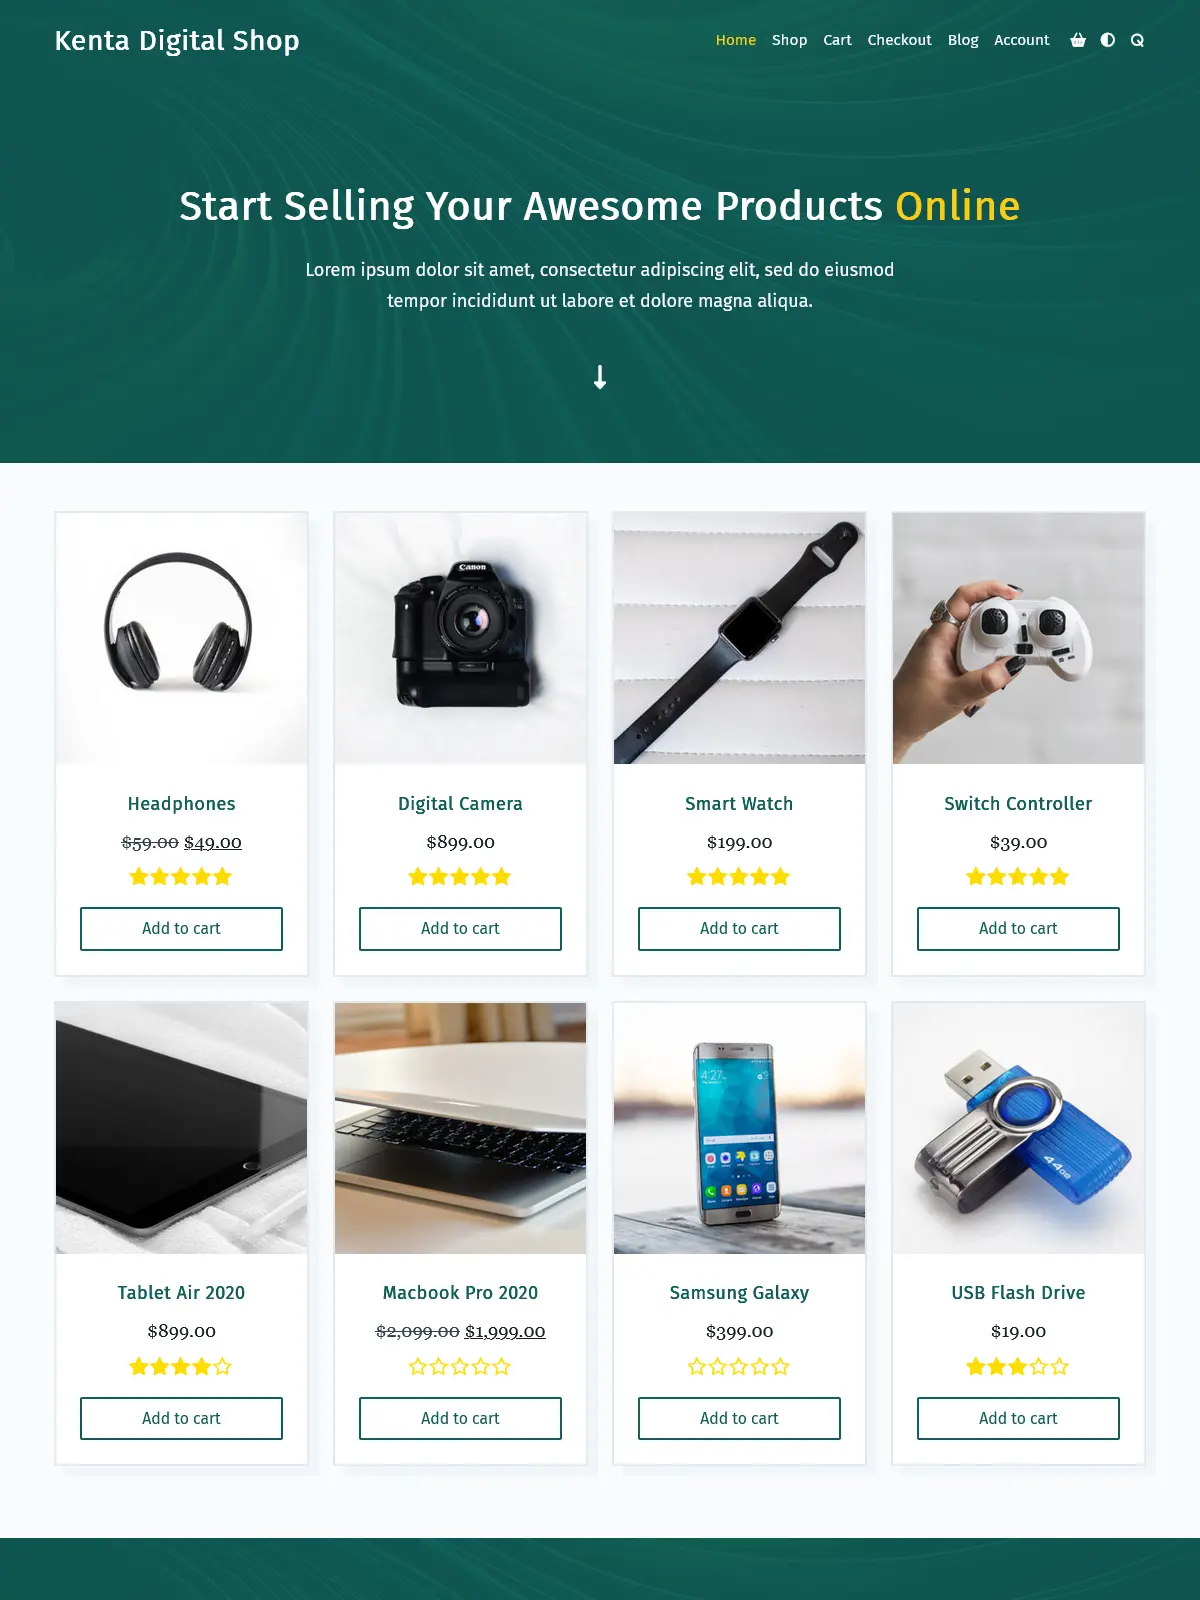 Kenta Digital Shop
Home Shop Cart Checkout Blog Account
Start Selling Your Awesome Products Online
Lorem ipsum dolor sit amet, consectetur adipiscing elit, sed do eiusmod
tempor incididunt ut labore et dolore magna aliqua.
Canon
Headphones
$59.00 $49.00
Add to cart
Digital Camera
$899.00
Add to cart
Smart Watch
$199.00
Add to cart
Switch Controller
$39.00
Add to cart
4:27
44GB
Tablet Air 2020
$899.00
Add to cart
Macbook Pro 2020
$2,099.00 $1,999.00
Add to cart
Samsung Galaxy
$399.00
Add to cart
USB Flash Drive
$19.00
Add to cart